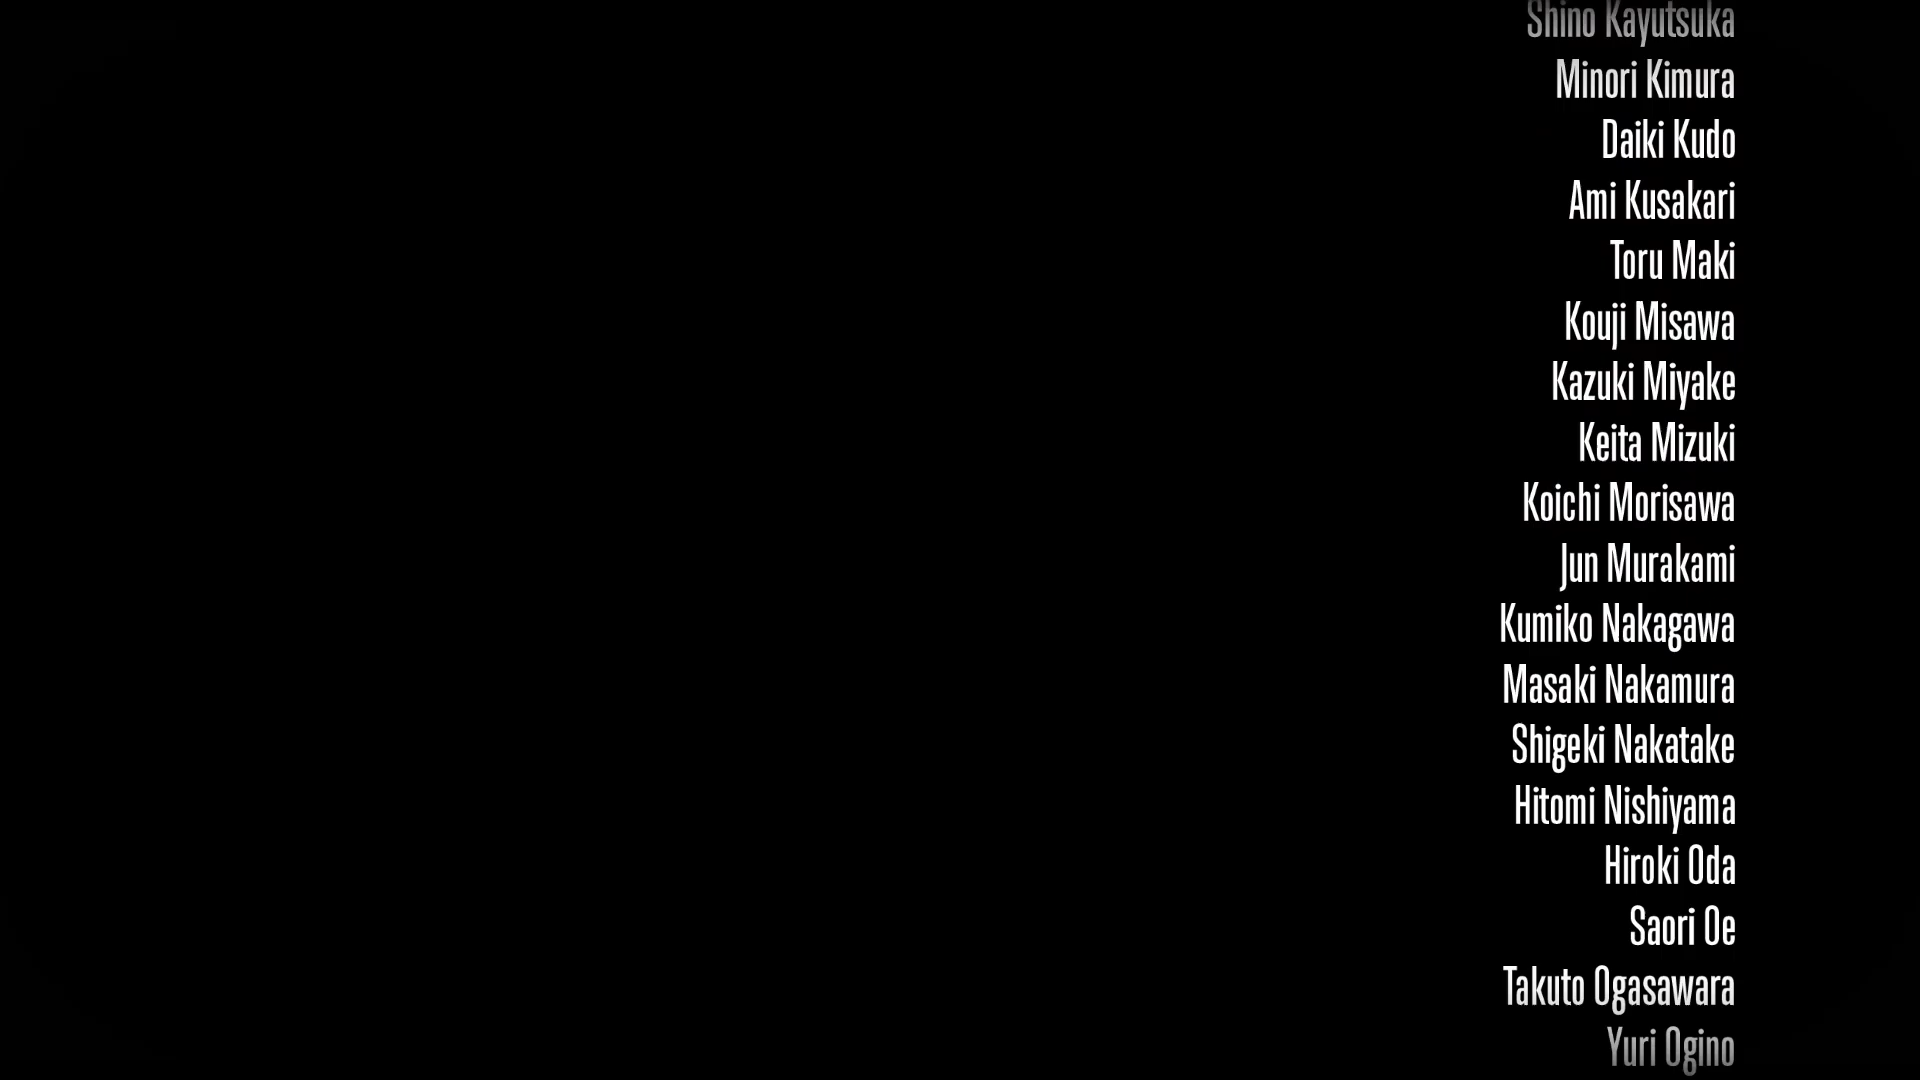 Shino Kayutsuka
Minori Kimura
Daiki Kudo
Ami Kusakari
Toru Maki
Kouji Misawa
Kazuki Miyake
Keita Mizuki
Koichi Morisawa
Jun Murakami
Kumiko Nakagawa
Masaki Nakamura
Shigeki Nakatake
Hitomi Nishiyama
Hiroki Oda
Saori Oe
Takuto Ogasawara
Yuri Ogino